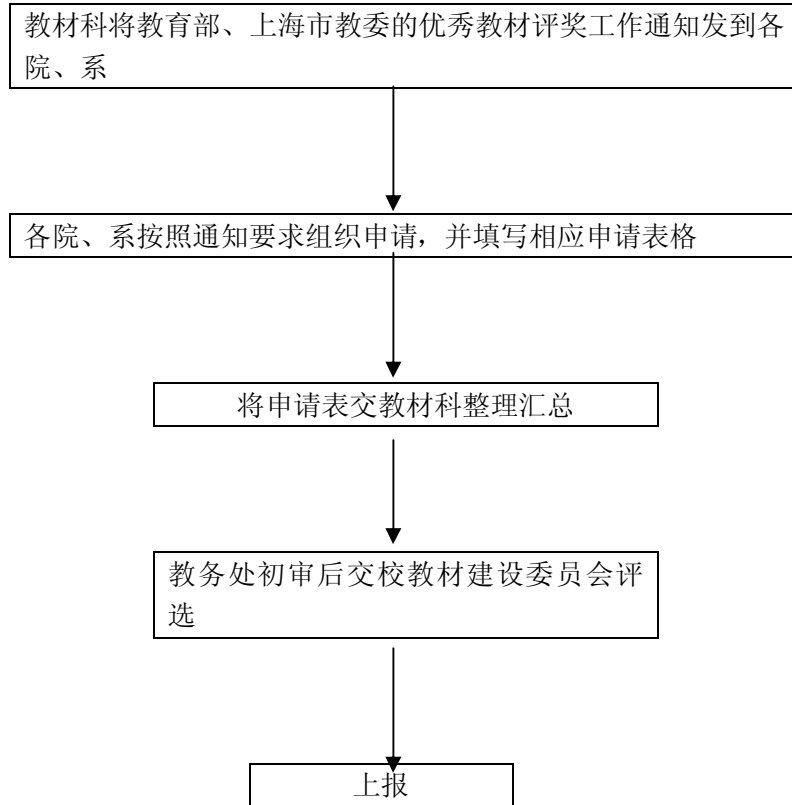 教材科将教育部、上海市教委的优秀教材评奖工作通知发到各
院、系
各院、系按照通知要求组织申请，并填写相应申请表格
将申请表交教材科整理汇总
教务处初审后交校教材建设委员会评
选
上报